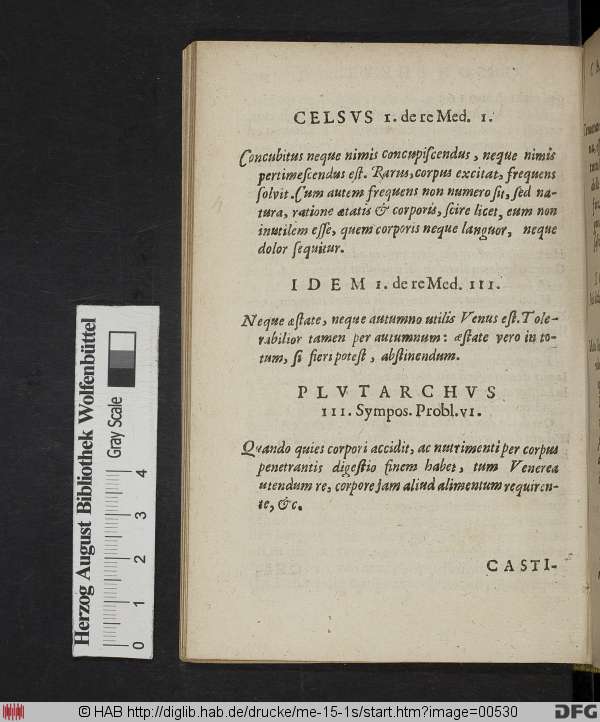 CELSVS 1. de re Med. 1.
Concubitus neque nimis concupiscendus, neque nimis
pertimescendus est. Rarus, corpus excitat, frequens
solvit. Cum autem frequens non numero sit, sed na-
tura, ratione ætatis & corporis, scire licet, eum non
inutilem esse, quem corporis neque languor, neque
dolor sequitur.
IDEM 1. de re Med. III.
Neque æstate, neque autumno utilis Venus est. Tole-
rabilior tamen per autumnum: æstate vero in to-
tum, si fieri potest, abstinendum.
PLVTARCHVS
III. Sympos. Probl. VI.
Quando quies corpori accidit, ac nutrimenti per corpus
penetrantis digestio finem habet, tum Venerea
utendum re, corpore jam aliud alimentum requiren-
te, &c.
CASTI-
Herzog August Bibliothek Wolfenbüttel
Gray Scale
0 1 2 3 4
© HAB http://diglib.hab.de/drucke/me-15-1s/start.htm?image=00530
DFG